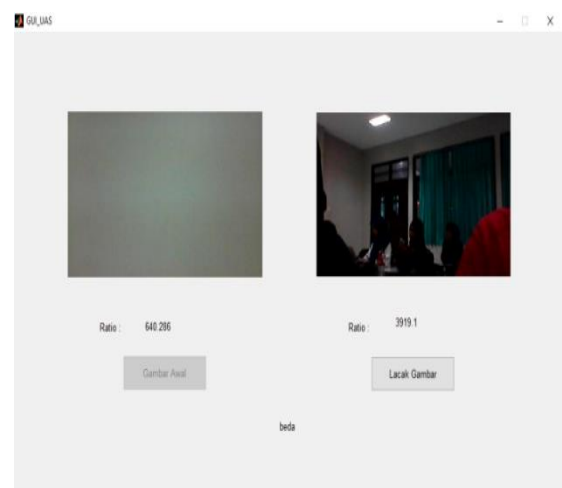 GUI_UAS
Ratio : 640.286
Ratio : 3919.1
Gambar Awal
Lacak Gambar
beda